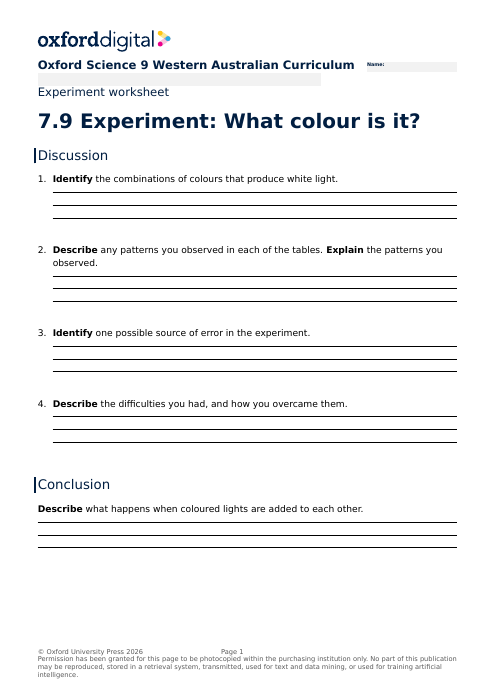 oxforddigital
Oxford Science 9 Western Australian Curriculum
Name:
Experiment worksheet
7.9 Experiment: What colour is it?
Discussion
1. Identify the combinations of colours that produce white light.
2. Describe any patterns you observed in each of the tables. Explain the patterns you
observed.
3. Identify one possible source of error in the experiment.
4. Describe the difficulties you had, and how you overcame them.
Conclusion
Describe what happens when coloured lights are added to each other.
© Oxford University Press 2026 Page 1
Permission has been granted for this page to be photocopied within the purchasing institution only. No part of this publication
may be reproduced, stored in a retrieval system, transmitted, used for text and data mining, or used for training artificial
intelligence.